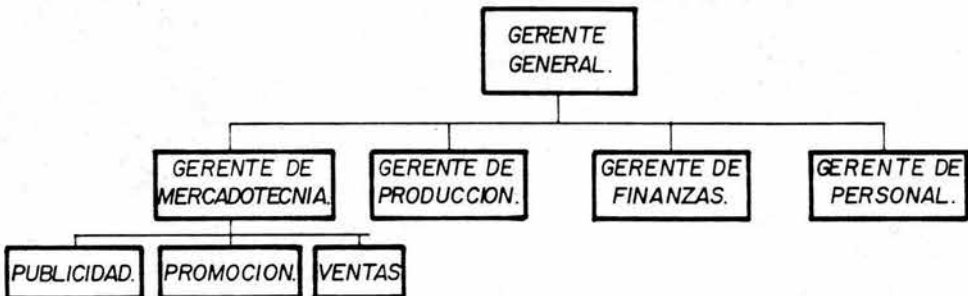 GERENTE
GENERAL.
GERENTE DE
MERCADOTECNIA.
GERENTE DE
PRODUCCION.
GERENTE DE
FINANZAS.
GERENTE DE
PERSONAL.
PUBLICIDAD.
PROMOCION.
VENTAS